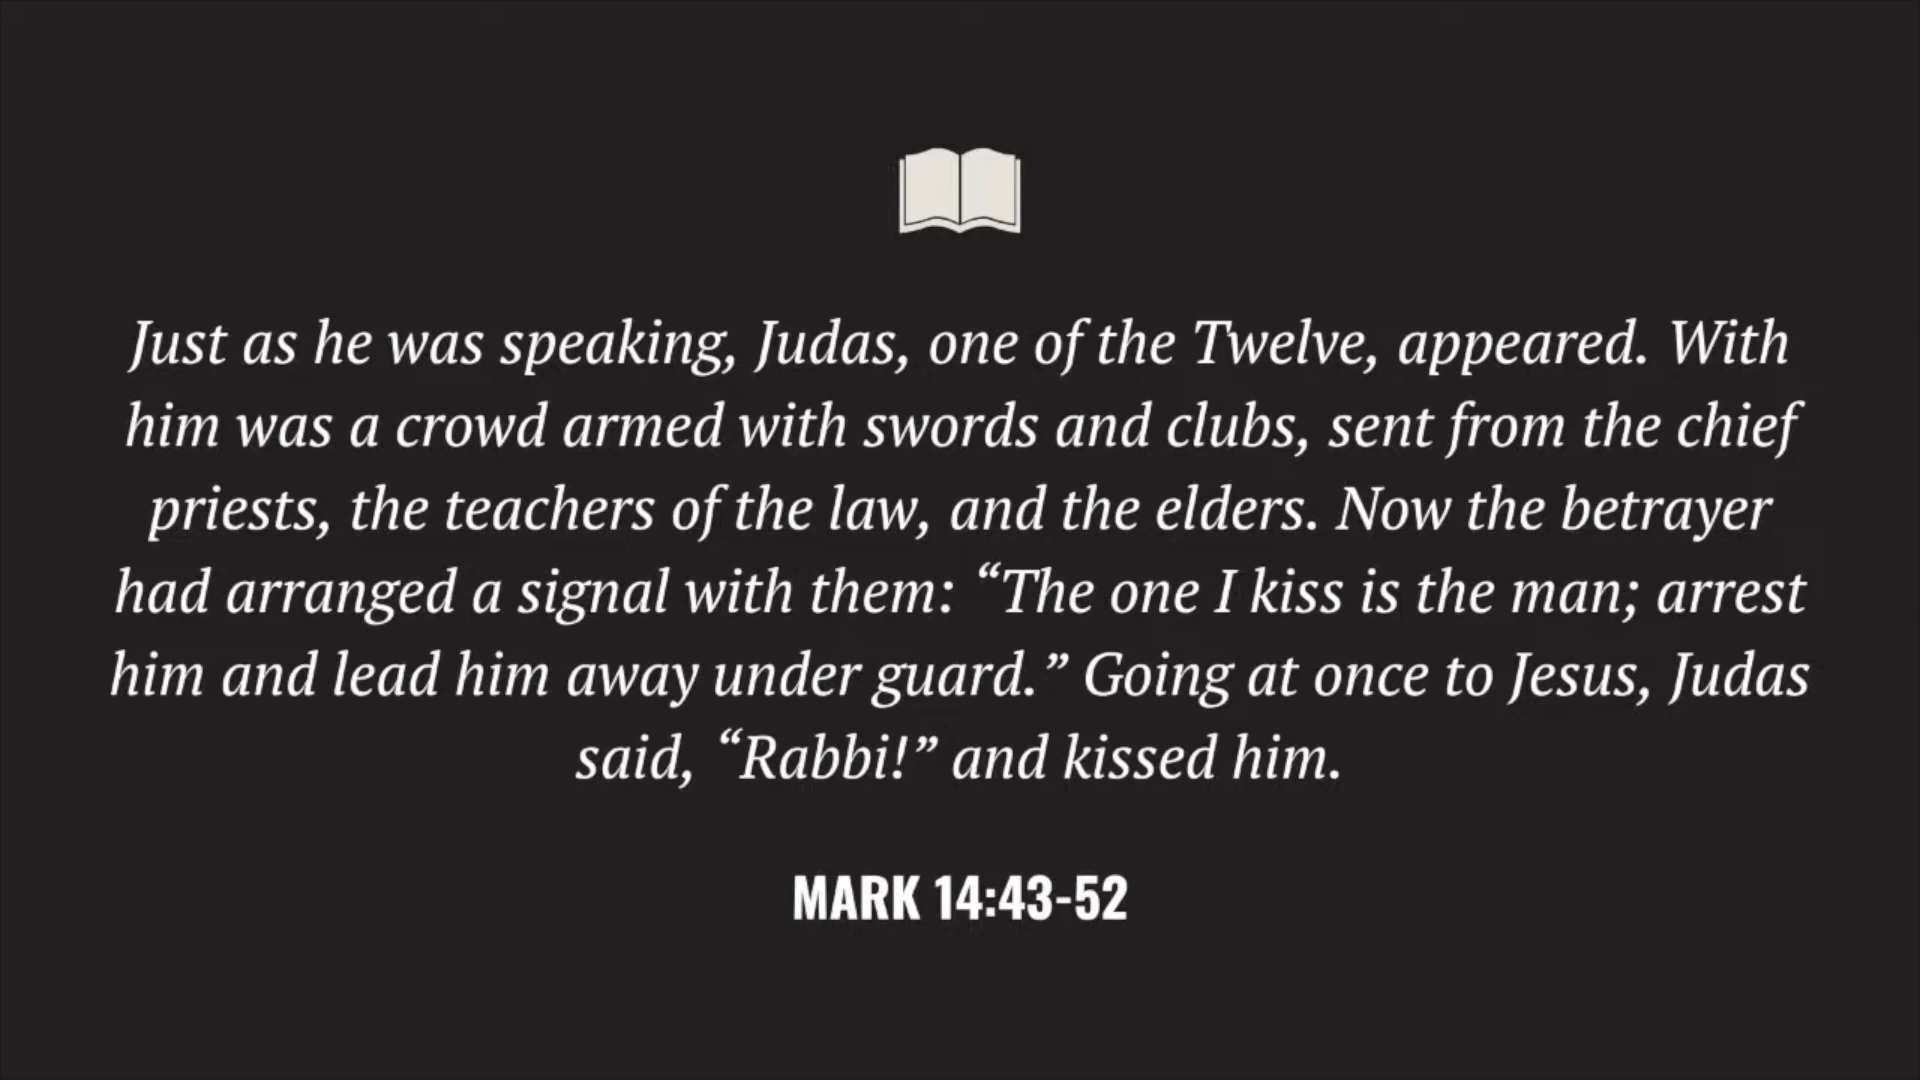 Just as he was speaking, Judas, one of the Twelve, appeared. With
him was a crowd armed with swords and clubs, sent from the chief
priests, the teachers of the law, and the elders. Now the betrayer
had arranged a signal with them: “The one I kiss is the man; arrest
him and lead him away under guard.” Going at once to Jesus, Judas
said, “Rabbi!” and kissed him.
MARK 14:43-52